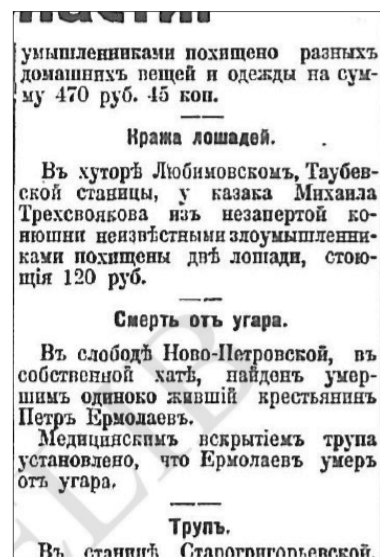 умышленниками похищено разныхъ
домашнихъ вещей и одежды на сум-
му 470 руб. 45 коп.
Кража лошадей.
Въ хуторѣ Любимовскомъ, Таубев-
ской станицы, у казака Михаила
Трехсвоякова изъ незапертой ко-
нюшни неизвѣстными злоумышленни-
ками похищены двѣ лошади, стою-
щія 120 руб.
Смерть отъ угара.
Въ слободѣ Ново-Петровской, въ
собственной хатѣ, найденъ умер-
шимъ одиноко жившій крестьянин
Петръ Ермолаевъ.
Медицинскимъ вскрытіемъ трупа
установлено, что Ермолаевъ умеръ
отъ угара.
Трупъ.
Въ станицѣ Старогригорьевской,